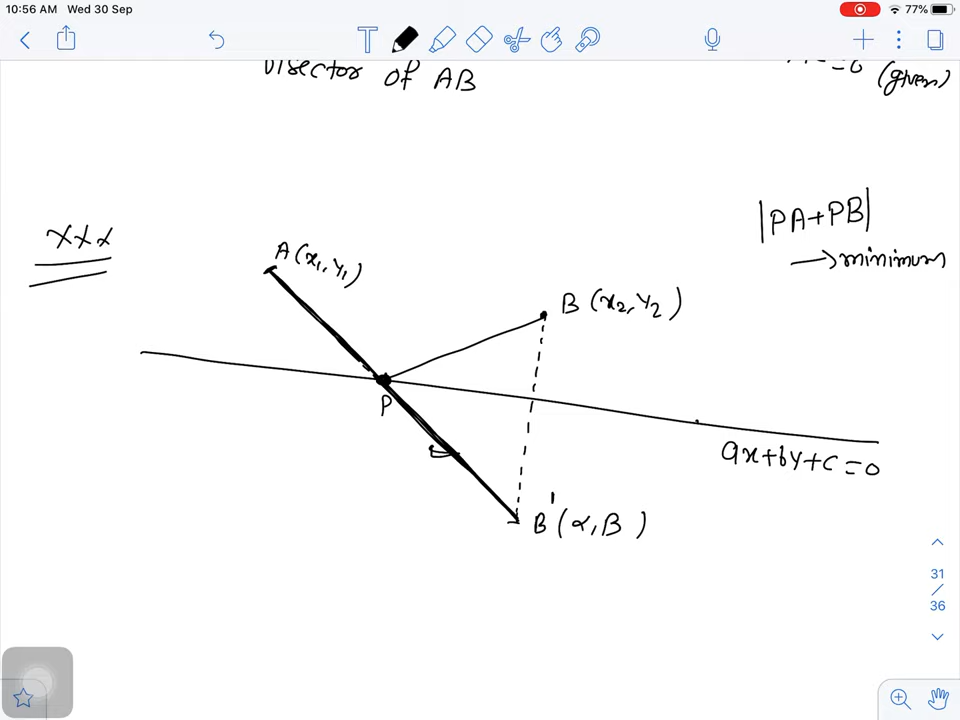 10:56 AM Wed 30 Sep
77%
bisector of AB
=0
(given)
|PA+PB|
→minimum
xxx
A(x₁,y₁)
B (x₂,y₂)
P
ax+by+c=0
B'(α,B)
31
/
36